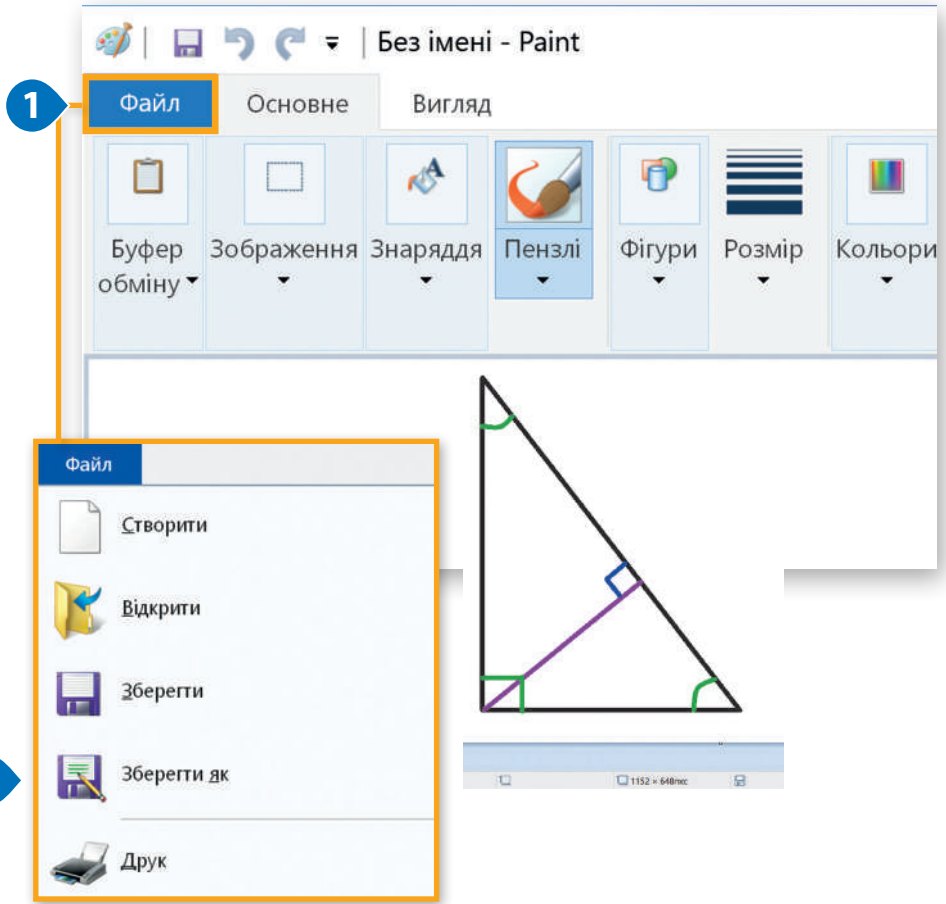 Без імені - Paint
1
Файл
Основне
Вигляд
Буфер обміну
Зображення
Знаряддя
Пензлі
Фігури
Розмір
Кольори
Файл
Створити
Відкрити
Зберегти
Зберегти як
Друк
1152 × 648пкс